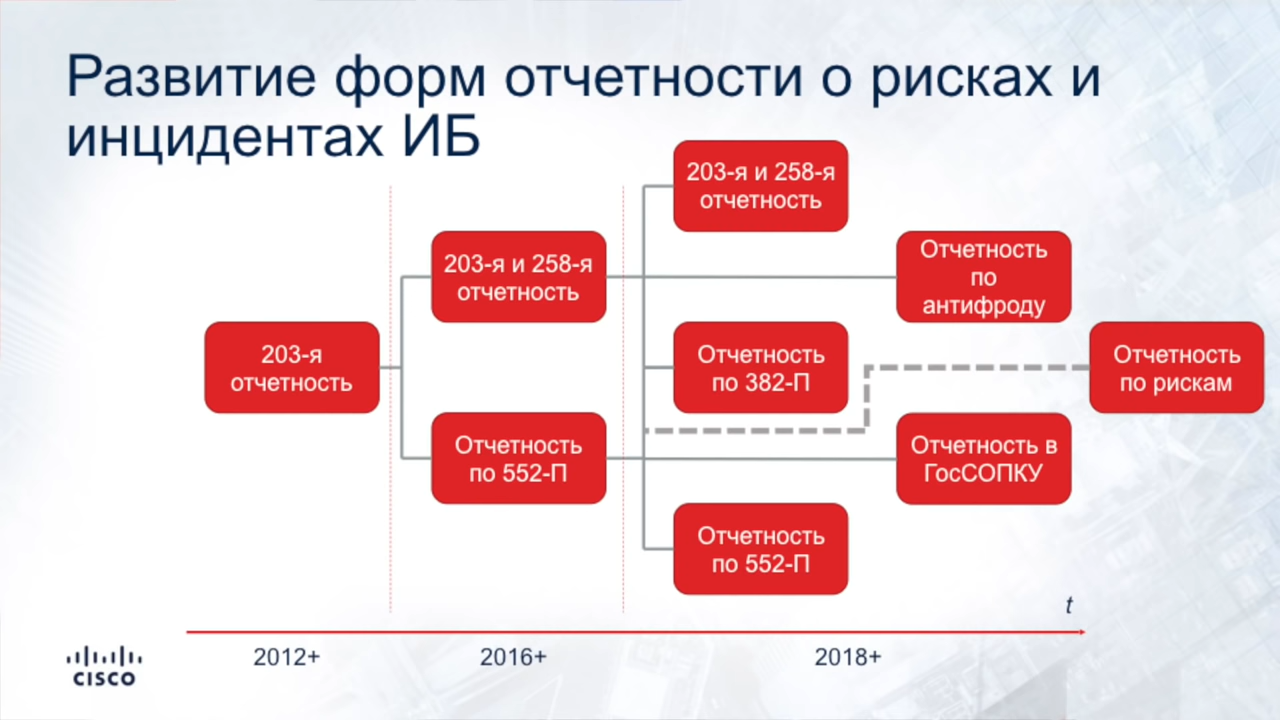 Развитие форм отчетности о рисках и
инцидентах ИБ
203-я
отчетность
203-я и 258-я
отчетность
Отчетность
по 552-П
203-я и 258-я
отчетность
Отчетность
по
антифроду
Отчетность
по 382-П
Отчетность
по рискам
Отчетность в
ГосСОПКУ
Отчетность
по 552-П
t
2012+
2016+
2018+
CISCO